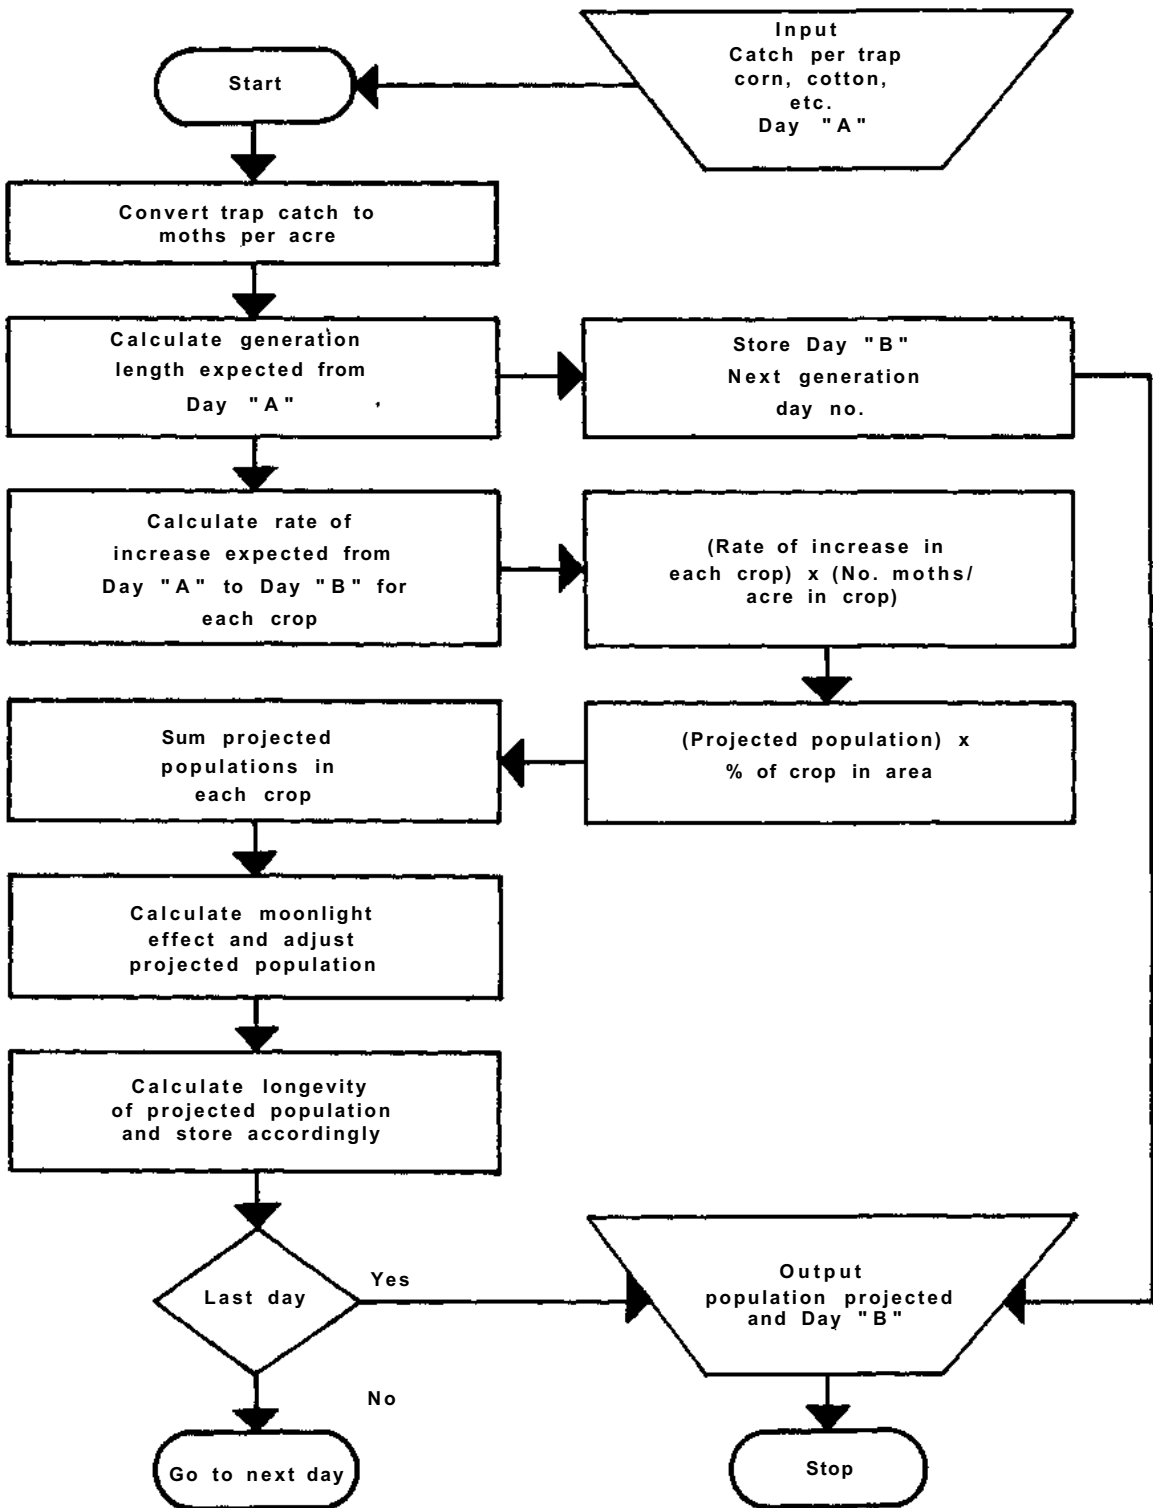 Input
Catch per trap
corn, cotton,
etc.
Day "A"
Start
Convert trap catch to
moths per acre
Calculate generation
length expected from
Day "A"
Store Day "B"
Next generation
day no.
Calculate rate of
increase expected from
Day "A" to Day "B" for
each crop
(Rate of increase in
each crop) x (No. moths/
acre in crop)
Sum projected
populations in
each crop
(Projected population) x
% of crop in area
Calculate moonlight
effect and adjust
projected population
Calculate longevity
of projected population
and store accordingly
Last day
Yes
Output
population projected
and Day "B"
No
Go to next day
Stop